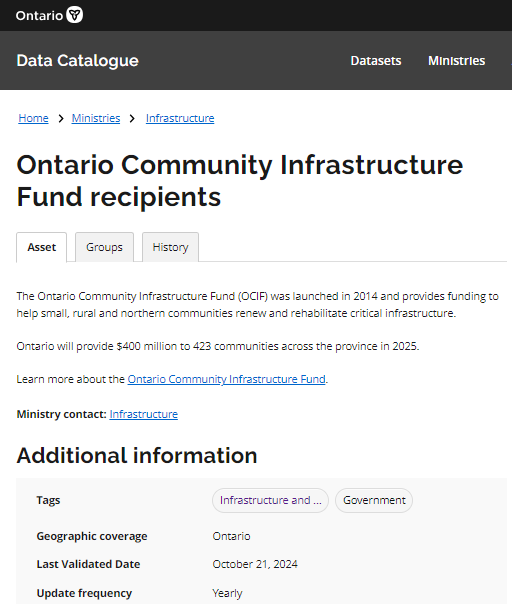 Ontario
Data Catalogue
Datasets
Ministries
Home
Ministries
Infrastructure
Ontario Community Infrastructure
Fund recipients
Asset
Groups
History
The Ontario Community Infrastructure Fund (OCIF) was launched in 2014 and provides funding to
help small, rural and northern communities renew and rehabilitate critical infrastructure.
Ontario will provide $400 million to 423 communities across the province in 2025.
Learn more about the Ontario Community Infrastructure Fund.
Ministry contact: Infrastructure
Additional information
Tags
Infrastructure and ...
Government
Geographic coverage
Ontario
Last Validated Date
October 21, 2024
Update frequency
Yearly